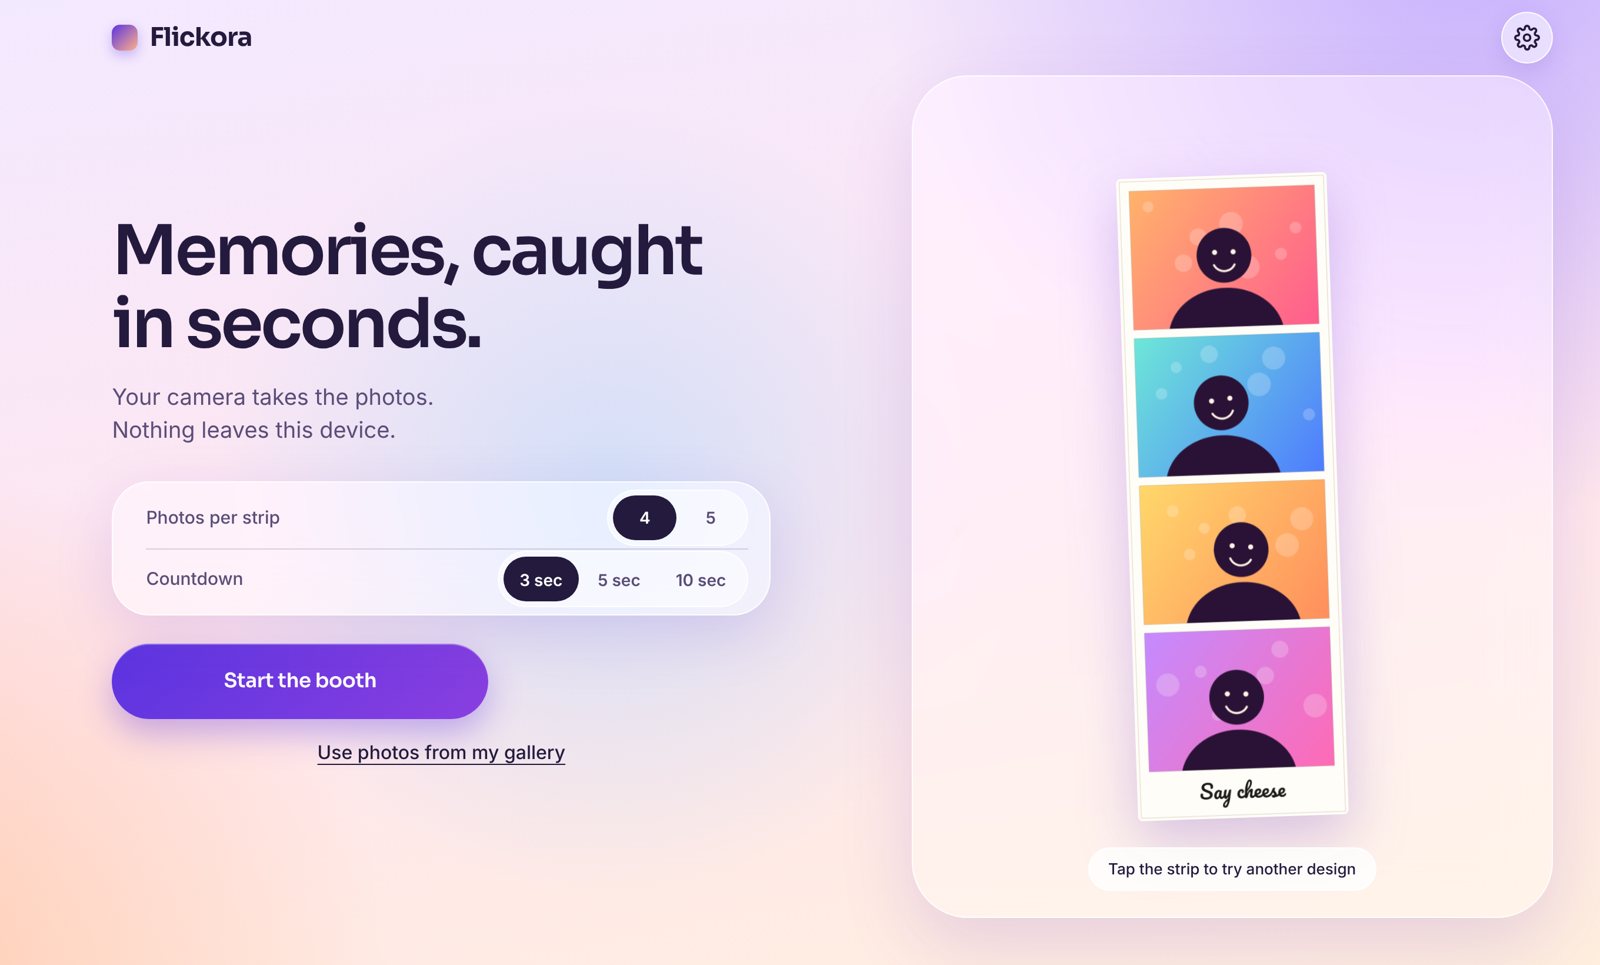 Flickora
Memories, caught
in seconds.
Your camera takes the photos.
Nothing leaves this device.
Photos per strip
4
5
Countdown
3 sec
5 sec
10 sec
Start the booth
Use photos from my gallery
Say cheese
Tap the strip to try another design